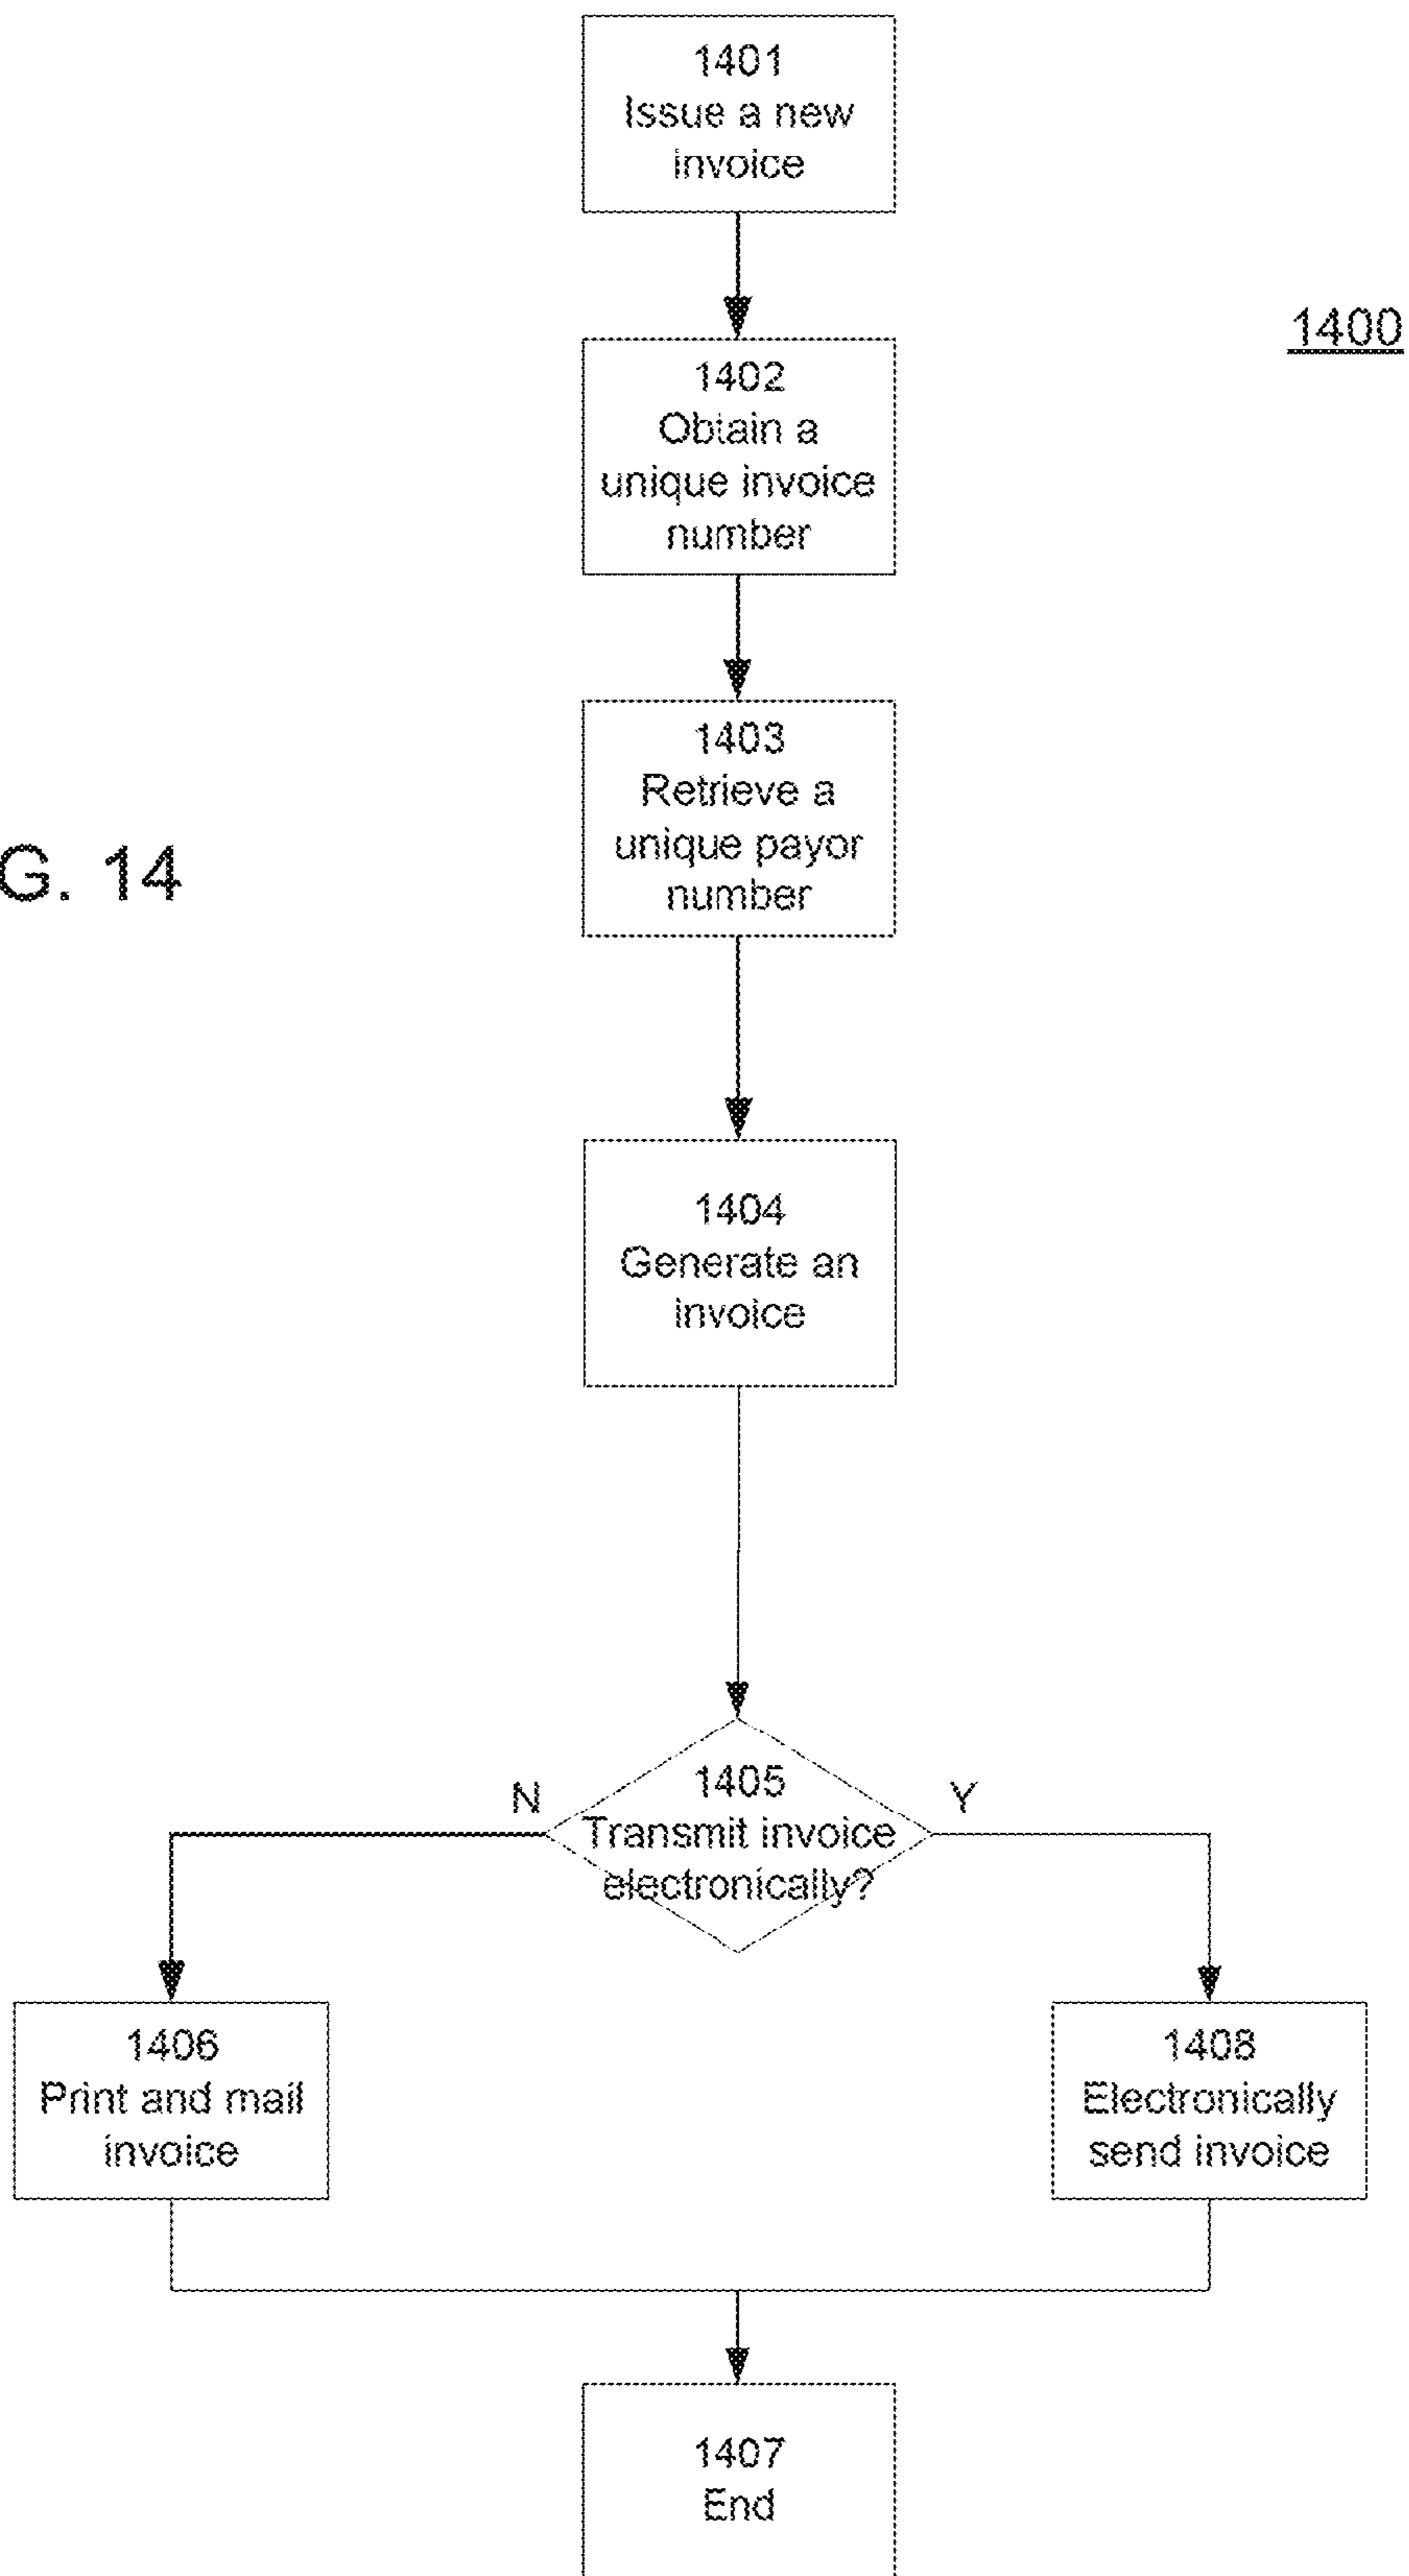 1401
Issue a new
invoice
1400
1402
Obtain a
unique invoice
number
1403
Retrieve a
unique payor
number
G. 14
1404
Generate an
invoice
1405
Transmit invoice
electronically?
N
Y
1406
Print and mail
invoice
1408
Electronically
send invoice
1407
End